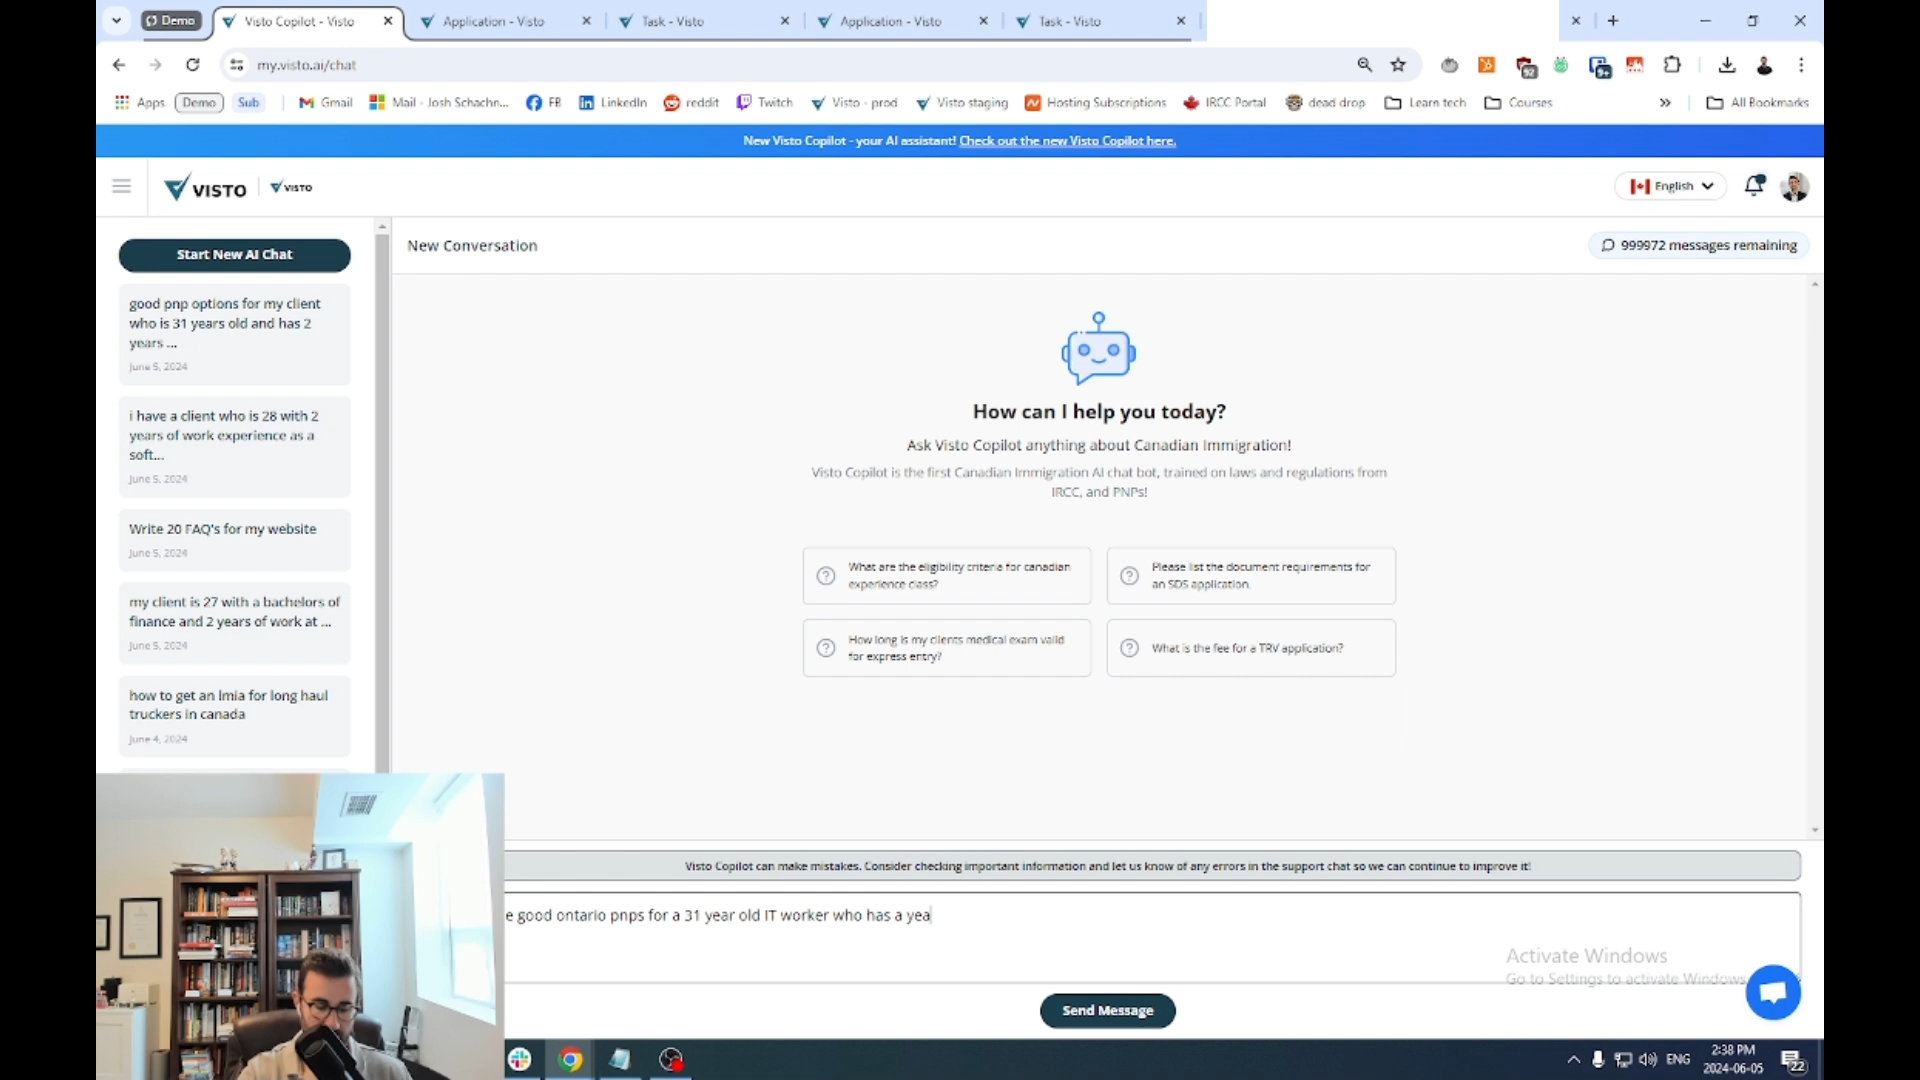 Demo
Visto Copilot - Visto
Application - Visto
Task - Visto
Application - Visto
Task - Visto
my.visto.ai/chat
92
9+
Apps
Demo
Sub
Gmail
Mail - Josh Schachn...
FB
LinkedIn
reddit
Twitch
Visto - prod
Visto staging
Hosting Subscriptions
IRCC Portal
dead drop
Learn tech
Courses
»
All Bookmarks
New Visto Copilot - your AI assistant! Check out the new Visto Copilot here.
VISTO
VISTO
English
Start New AI Chat
New Conversation
999972 messages remaining
good pnp options for my client
who is 31 years old and has 2
years ...
June 5, 2024
i have a client who is 28 with 2
years of work experience as a
soft...
June 5, 2024
Write 20 FAQ's for my website
June 5, 2024
my client is 27 with a bachelors of
finance and 2 years of work at ...
June 5, 2024
how to get an lmia for long haul
truckers in canada
June 4, 2024
How can I help you today?
Ask Visto Copilot anything about Canadian Immigration!
Visto Copilot is the first Canadian Immigration AI chat bot, trained on laws and regulations from
IRCC, and PNPs!
What are the eligibility criteria for canadian
experience class?
Please list the document requirements for
an SDS application.
How long is my clients medical exam valid
for express entry?
What is the fee for a TRV application?
Visto Copilot can make mistakes. Consider checking important information and let us know of any errors in the support chat so we can continue to improve it!
e good ontario pnps for a 31 year old IT worker who has a yea
Activate Windows
Go to Settings to activate Windows.
Send Message
ENG
2:38 PM
2024-06-05
22